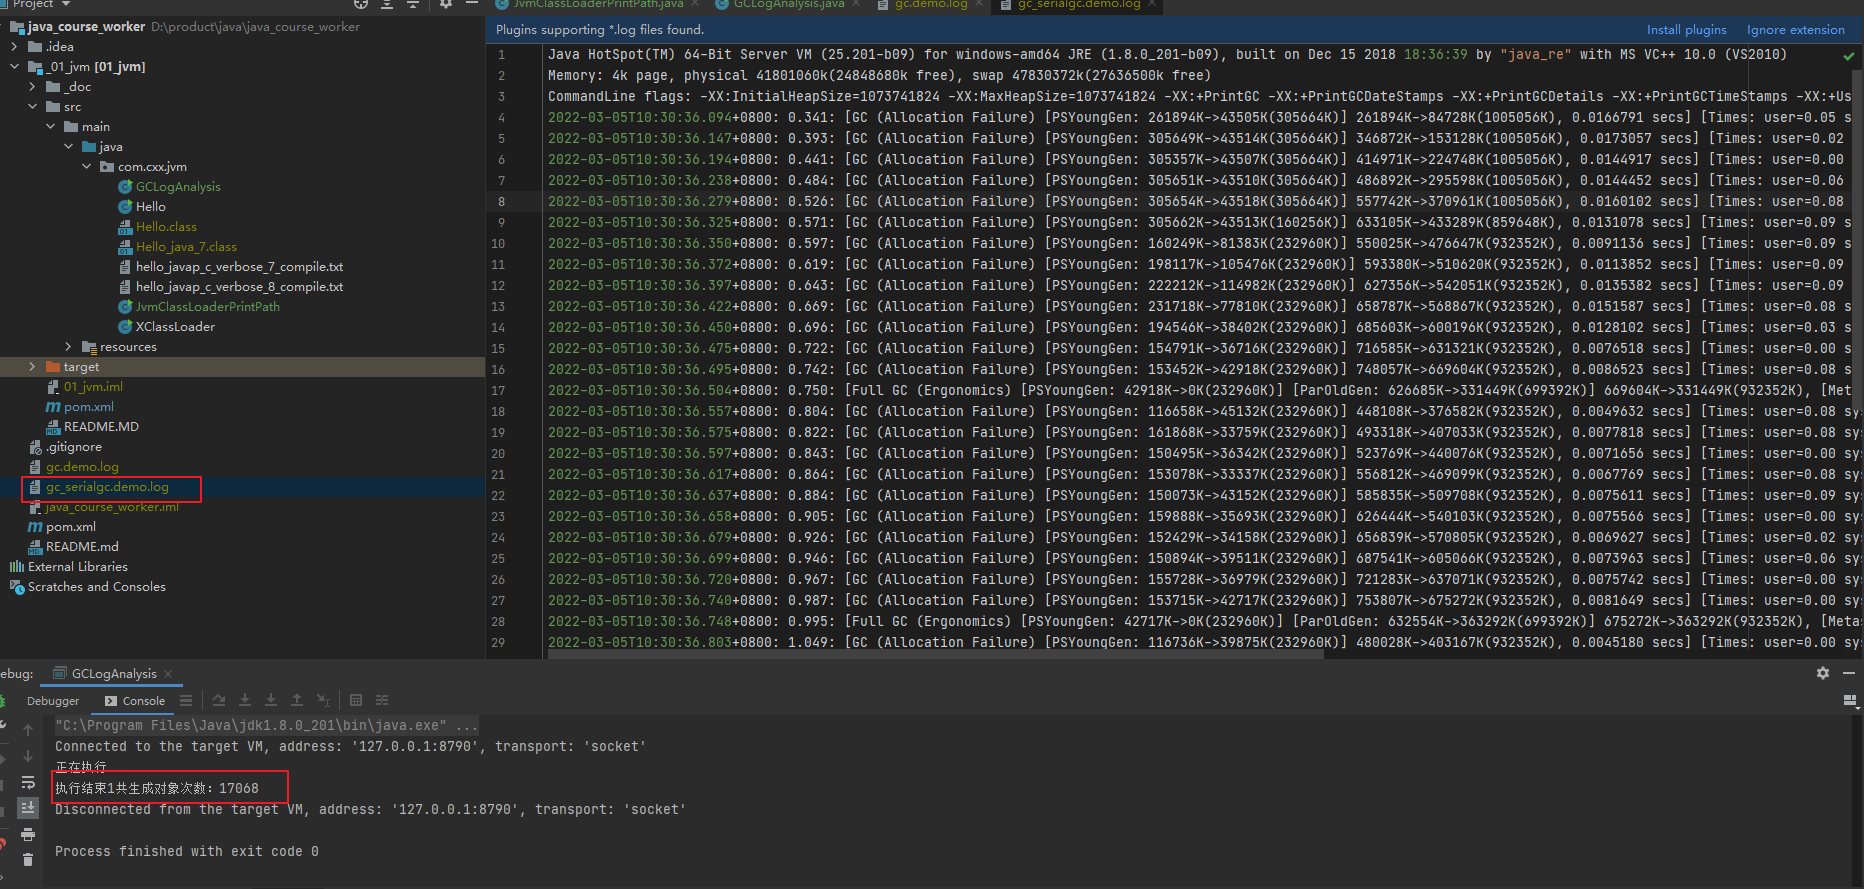 Project
JvmClassLoaderPrintPath.java
GCLogAnalysis.java
gc.demo.log
gc_serialgc.demo.log
java_course_worker D:\product\java\java_course_worker
.idea
_01_jvm [01_jvm]
_doc
src
main
java
com.cxx.jvm
GCLogAnalysis
Hello
Hello.class
Hello_java_7.class
hello_javap_c_verbose_7_compile.txt
hello_javap_c_verbose_8_compile.txt
JvmClassLoaderPrintPath
XClassLoader
resources
target
01_jvm.iml
pom.xml
README.MD
.gitignore
gc.demo.log
gc_serialgc.demo.log
java_course_worker.iml
pom.xml
README.md
External Libraries
Scratches and Consoles
Plugins supporting *.log files found. Install plugins Ignore extension
1 Java HotSpot(TM) 64-Bit Server VM (25.201-b09) for windows-amd64 JRE (1.8.0_201-b09), built on Dec 15 2018 18:36:39 by "java_re" with MS VC++ 10.0 (VS2010)
2 Memory: 4k page, physical 41801060k(24848680k free), swap 47830372k(27636500k free)
3 CommandLine flags: -XX:InitialHeapSize=1073741824 -XX:MaxHeapSize=1073741824 -XX:+PrintGC -XX:+PrintGCDateStamps -XX:+PrintGCDetails -XX:+PrintGCTimeStamps -XX:+Us
4 2022-03-05T10:30:36.094+0800: 0.341: [GC (Allocation Failure) [PSYoungGen: 261894K->43505K(305664K)] 261894K->84728K(1005056K), 0.0166791 secs] [Times: user=0.05 s
5 2022-03-05T10:30:36.147+0800: 0.393: [GC (Allocation Failure) [PSYoungGen: 305649K->43514K(305664K)] 346872K->153128K(1005056K), 0.0173057 secs] [Times: user=0.02
6 2022-03-05T10:30:36.194+0800: 0.441: [GC (Allocation Failure) [PSYoungGen: 305357K->43507K(305664K)] 414971K->224748K(1005056K), 0.0144917 secs] [Times: user=0.00
7 2022-03-05T10:30:36.238+0800: 0.484: [GC (Allocation Failure) [PSYoungGen: 305651K->43510K(305664K)] 486892K->295598K(1005056K), 0.0144452 secs] [Times: user=0.06
8 2022-03-05T10:30:36.279+0800: 0.526: [GC (Allocation Failure) [PSYoungGen: 305654K->43518K(305664K)] 557742K->370961K(1005056K), 0.0160102 secs] [Times: user=0.08
9 2022-03-05T10:30:36.325+0800: 0.571: [GC (Allocation Failure) [PSYoungGen: 305662K->43513K(160256K)] 633105K->433289K(859648K), 0.0131078 secs] [Times: user=0.09 s
10 2022-03-05T10:30:36.350+0800: 0.597: [GC (Allocation Failure) [PSYoungGen: 160249K->81383K(232960K)] 550025K->476647K(932352K), 0.0091136 secs] [Times: user=0.09 s
11 2022-03-05T10:30:36.372+0800: 0.619: [GC (Allocation Failure) [PSYoungGen: 198117K->105476K(232960K)] 593380K->510620K(932352K), 0.0113852 secs] [Times: user=0.09
12 2022-03-05T10:30:36.397+0800: 0.643: [GC (Allocation Failure) [PSYoungGen: 222212K->114982K(232960K)] 627356K->542051K(932352K), 0.0135382 secs] [Times: user=0.09
13 2022-03-05T10:30:36.422+0800: 0.669: [GC (Allocation Failure) [PSYoungGen: 231718K->77810K(232960K)] 658787K->568867K(932352K), 0.0151587 secs] [Times: user=0.08 s
14 2022-03-05T10:30:36.450+0800: 0.696: [GC (Allocation Failure) [PSYoungGen: 194546K->38402K(232960K)] 685603K->600196K(932352K), 0.0128102 secs] [Times: user=0.03 s
15 2022-03-05T10:30:36.475+0800: 0.722: [GC (Allocation Failure) [PSYoungGen: 154791K->36716K(232960K)] 716585K->631321K(932352K), 0.0076518 secs] [Times: user=0.00 s
16 2022-03-05T10:30:36.495+0800: 0.742: [GC (Allocation Failure) [PSYoungGen: 153452K->42918K(232960K)] 748057K->669604K(932352K), 0.0086523 secs] [Times: user=0.08 s
17 2022-03-05T10:30:36.504+0800: 0.750: [Full GC (Ergonomics) [PSYoungGen: 42918K->0K(232960K)] [ParOldGen: 626685K->331449K(699392K)] 669604K->331449K(932352K), [Met
18 2022-03-05T10:30:36.557+0800: 0.804: [GC (Allocation Failure) [PSYoungGen: 116658K->45132K(232960K)] 448108K->376582K(932352K), 0.0049632 secs] [Times: user=0.08 sy
19 2022-03-05T10:30:36.575+0800: 0.822: [GC (Allocation Failure) [PSYoungGen: 161868K->33759K(232960K)] 493318K->407033K(932352K), 0.0077818 secs] [Times: user=0.08 sy
20 2022-03-05T10:30:36.597+0800: 0.843: [GC (Allocation Failure) [PSYoungGen: 150495K->36342K(232960K)] 523769K->440076K(932352K), 0.0071656 secs] [Times: user=0.00 sy
21 2022-03-05T10:30:36.617+0800: 0.864: [GC (Allocation Failure) [PSYoungGen: 153078K->33337K(232960K)] 556812K->469099K(932352K), 0.0067769 secs] [Times: user=0.08 s
22 2022-03-05T10:30:36.637+0800: 0.884: [GC (Allocation Failure) [PSYoungGen: 150073K->43152K(232960K)] 585835K->509708K(932352K), 0.0075611 secs] [Times: user=0.09 s
23 2022-03-05T10:30:36.658+0800: 0.905: [GC (Allocation Failure) [PSYoungGen: 159888K->35693K(232960K)] 626444K->540103K(932352K), 0.0075566 secs] [Times: user=0.00 s
24 2022-03-05T10:30:36.679+0800: 0.926: [GC (Allocation Failure) [PSYoungGen: 152429K->34158K(232960K)] 656839K->570805K(932352K), 0.0069627 secs] [Times: user=0.02 s
25 2022-03-05T10:30:36.699+0800: 0.946: [GC (Allocation Failure) [PSYoungGen: 150894K->39511K(232960K)] 687541K->605066K(932352K), 0.0073963 secs] [Times: user=0.06 s
26 2022-03-05T10:30:36.720+0800: 0.967: [GC (Allocation Failure) [PSYoungGen: 155728K->36979K(232960K)] 721283K->637071K(932352K), 0.0075742 secs] [Times: user=0.00 s
27 2022-03-05T10:30:36.740+0800: 0.987: [GC (Allocation Failure) [PSYoungGen: 153715K->42717K(232960K)] 753807K->675272K(932352K), 0.0081649 secs] [Times: user=0.00 s
28 2022-03-05T10:30:36.748+0800: 0.995: [Full GC (Ergonomics) [PSYoungGen: 42717K->0K(232960K)] [ParOldGen: 632554K->363292K(699392K)] 675272K->363292K(932352K), [Meta
29 2022-03-05T10:30:36.803+0800: 1.049: [GC (Allocation Failure) [PSYoungGen: 116736K->39875K(232960K)] 480028K->403167K(932352K), 0.0045180 secs] [Times: user=0.00 sy
ebug: GCLogAnalysis
Debugger Console
"C:\Program Files\Java\jdk1.8.0_201\bin\java.exe" ...
Connected to the target VM, address: '127.0.0.1:8790', transport: 'socket'
正在执行
执行结束1共生成对象次数: 17068
Disconnected from the target VM, address: '127.0.0.1:8790', transport: 'socket'
Process finished with exit code 0